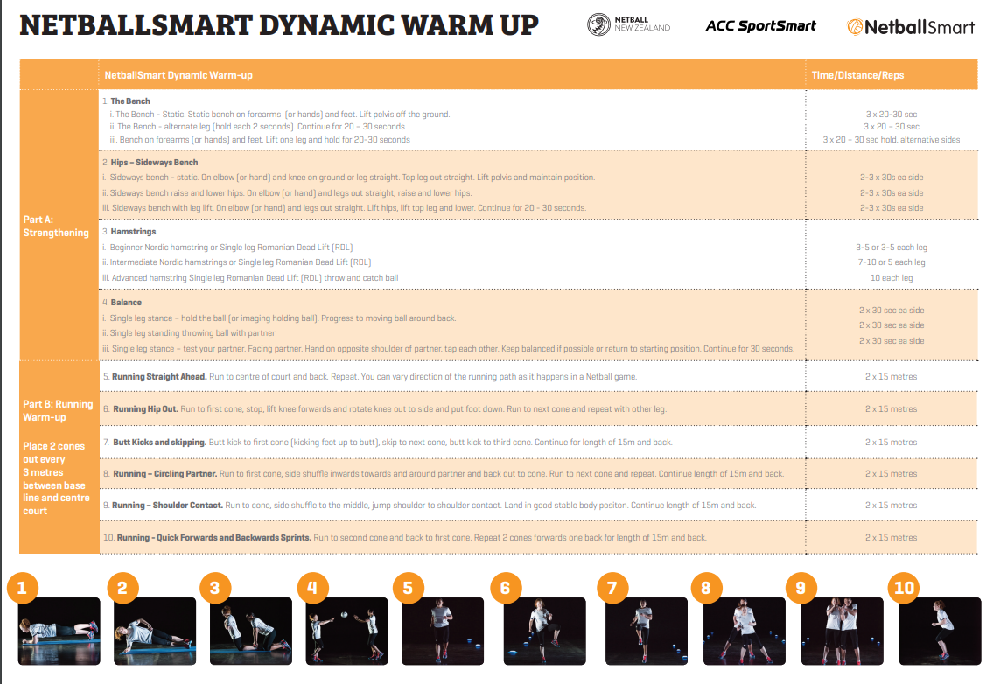 NETBALLSMART DYNAMIC WARM UP
NETBALL
NEW ZEALAND
ACC SportSmart
NetballSmart
NetballSmart Dynamic Warm-up
Time/Distance/Reps
Part A:
Strengthening
1. The Bench
i. The Bench - Static. Static bench on forearms (or hands) and feet. Lift pelvis off the ground.
3 x 20-30 sec
ii. The Bench - alternate leg (hold each 2 seconds). Continue for 20 – 30 seconds
3 x 20 – 30 sec
iii. Bench on forearms (or hands) and feet. Lift one leg and hold for 20-30 seconds
3 x 20 – 30 sec hold, alternative sides
2. Hips – Sideways Bench
i. Sideways bench - static. On elbow (or hand) and knee on ground or leg straight. Top leg out straight. Lift pelvis and maintain position.
2-3 x 30s ea side
ii. Sideways bench raise and lower hips. On elbow (or hand) and legs out straight, raise and lower hips.
2-3 x 30s ea side
iii. Sideways bench with leg lift. On elbow (or hand) and legs out straight. Lift hips, lift top leg and lower. Continue for 20 - 30 seconds.
2-3 x 30s ea side
3. Hamstrings
i. Beginner Nordic hamstring or Single leg Romanian Dead Lift (RDL)
3-5 or 3-5 each leg
ii. Intermediate Nordic hamstrings or Single leg Romanian Dead Lift (RDL)
7-10 or 5 each leg
iii. Advanced hamstring Single leg Romanian Dead Lift (RDL) throw and catch ball
10 each leg
4. Balance
i. Single leg stance – hold the ball (or imaging holding ball). Progress to moving ball around back.
2 x 30 sec ea side
ii. Single leg standing throwing ball with partner
2 x 30 sec ea side
iii. Single leg stance – test your partner. Facing partner. Hand on opposite shoulder of partner, tap each other. Keep balanced if possible or return to starting position. Continue for 30 seconds.
2 x 30 sec ea side
Part B: Running
Warm-up
Place 2 cones
out every
3 metres
between base
line and centre
court
5. Running Straight Ahead. Run to centre of court and back. Repeat. You can vary direction of the running path as it happens in a Netball game.
2 x 15 metres
6. Running Hip Out. Run to first cone, stop, lift knee forwards and rotate knee out to side and put foot down. Run to next cone and repeat with other leg.
2 x 15 metres
7. Butt Kicks and skipping. Butt kick to first cone (kicking feet up to butt), skip to next cone, butt kick to third cone. Continue for length of 15m and back.
2 x 15 metres
8. Running – Circling Partner. Run to first cone, side shuffle inwards towards and around partner and back out to cone. Run to next cone and repeat. Continue length of 15m and back.
2 x 15 metres
9. Running – Shoulder Contact. Run to cone, side shuffle to the middle, jump shoulder to shoulder contact. Land in good stable body positon. Continue length of 15m and back.
2 x 15 metres
10. Running - Quick Forwards and Backwards Sprints. Run to second cone and back to first cone. Repeat 2 cones forwards one back for length of 15m and back.
2 x 15 metres
1
2
3
4
5
6
7
8
9
10